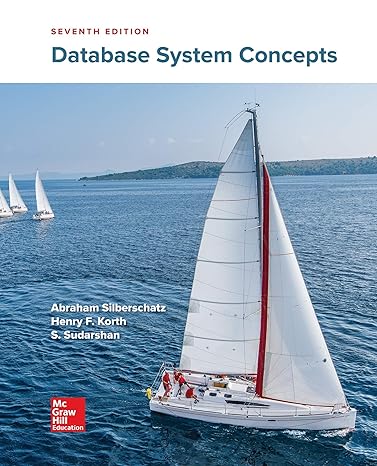 SEVENTH EDITION
Database System Concepts
Abraham Silberschatz
Henry F. Korth
S. Sudarshan
Mc
Graw
Hill
Education